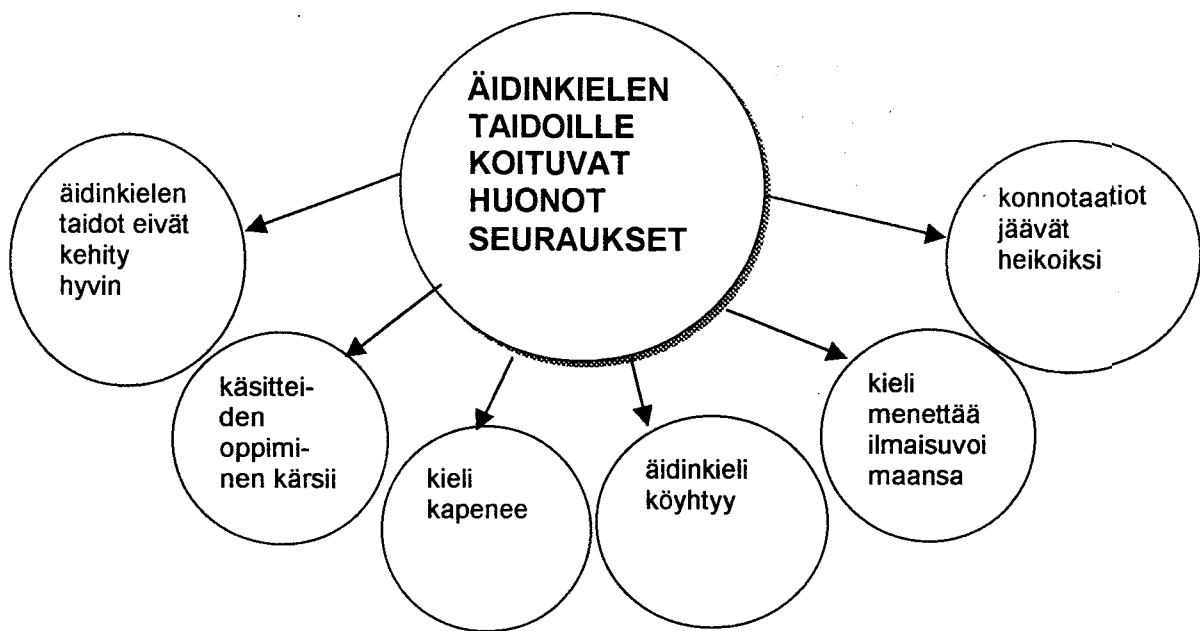 ÄIDINKIELEN
TAIDOILLE
KOITUVAT
HUONOT
SEURAUKSET
äidinkielen
taidot eivät
kehity
hyvin
käsittei-
den
oppimi-
nen kärsii
kieli
kapenee
äidinkieli
köyhtyy
kieli
menettää
ilmaisuvoi
maansa
konnotaatiot
jäävät
heikoiksi